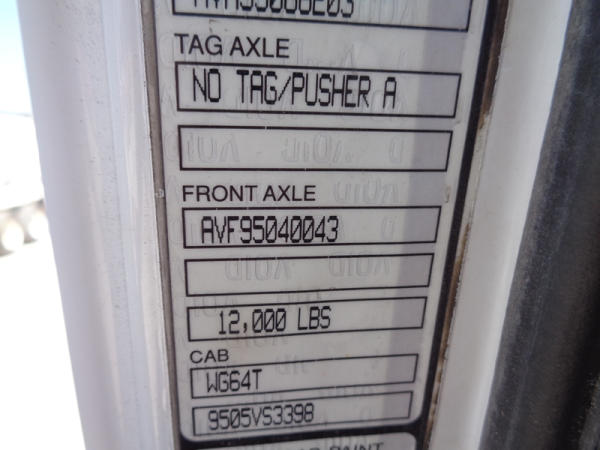 TAG AXLE
NO TAG/PUSHER A
FRONT AXLE
AVF95040043
12,000 LBS
CAB
WG64T
9505VS3398